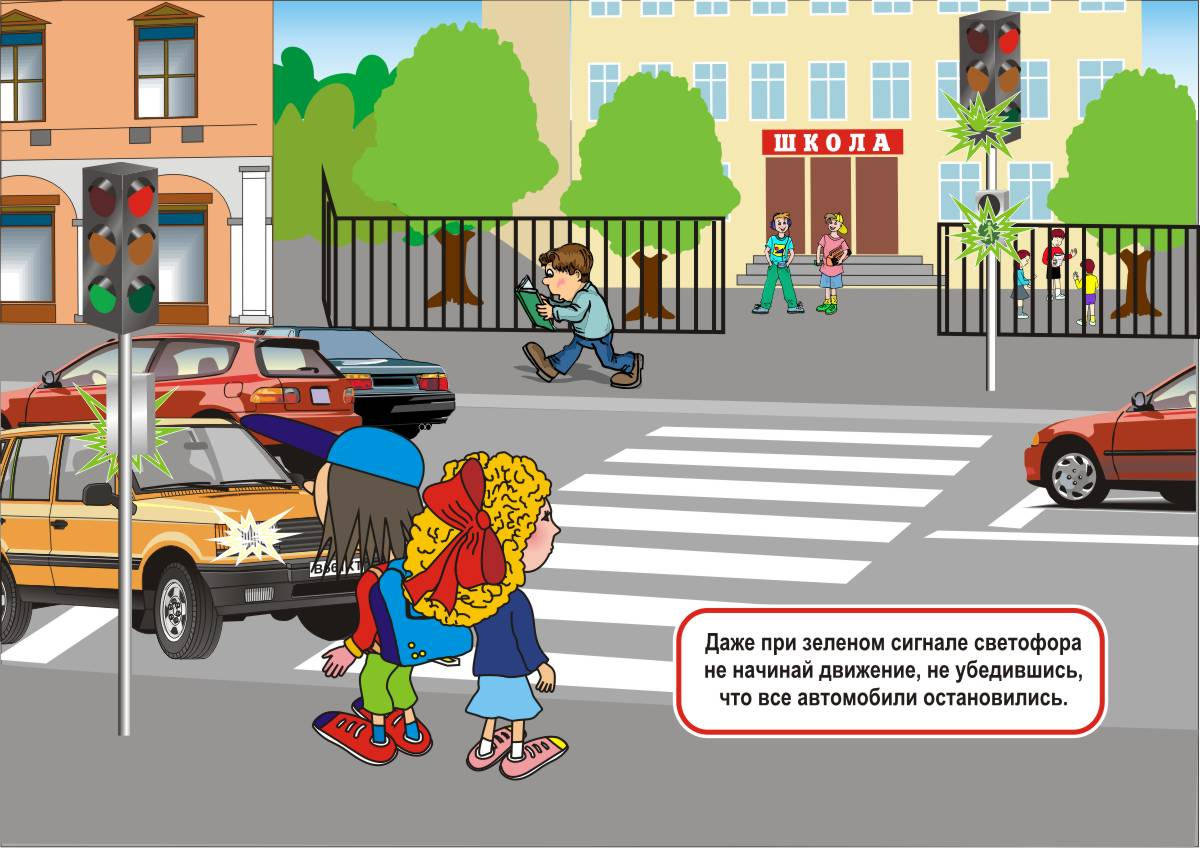 ШКОЛА
Даже при зеленом сигнале светофора
не начинай движение, не убедившись,
что все автомобили остановились.